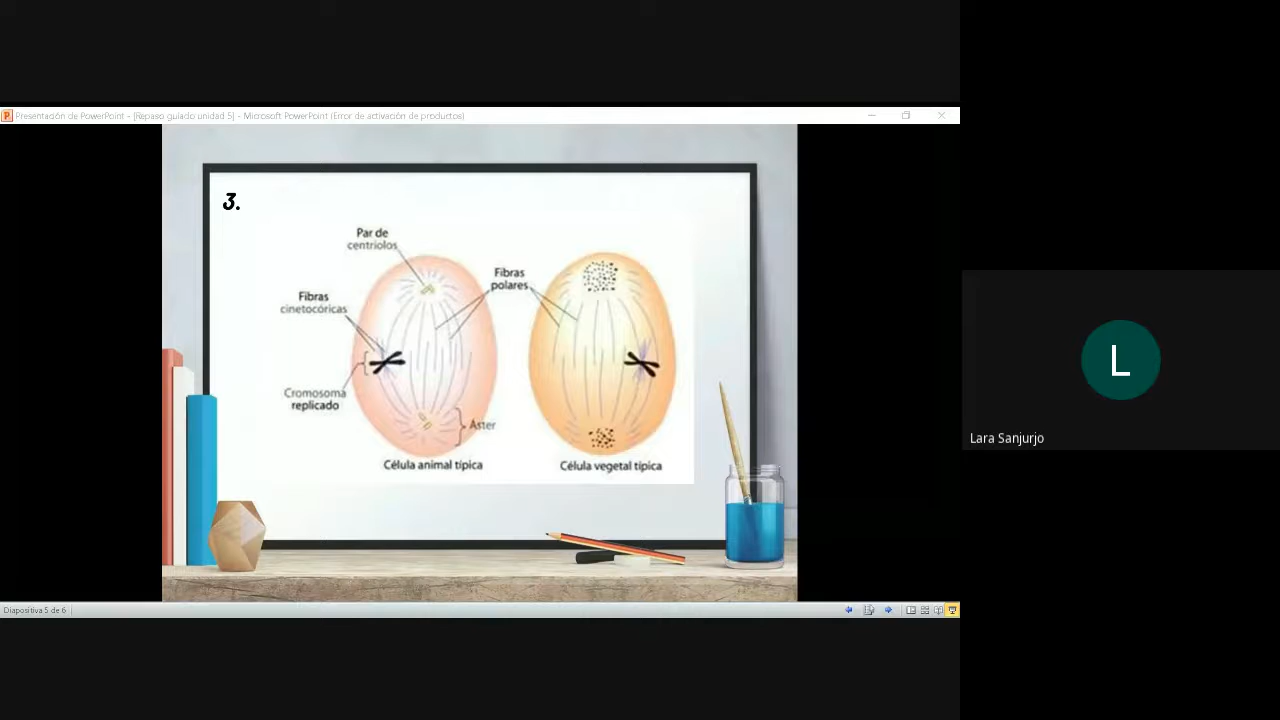 Presentación de PowerPoint - [Repaso guiado unidad 5] - Microsoft PowerPoint (Error de activación de productos)
3.
Par de
centriolos
Fibras
polares
Fibras
cinetocóricas
Cromosoma
replicado
Áster
Célula animal típica
Célula vegetal típica
L
Lara Sanjurjo
Diapositiva 5 de 6